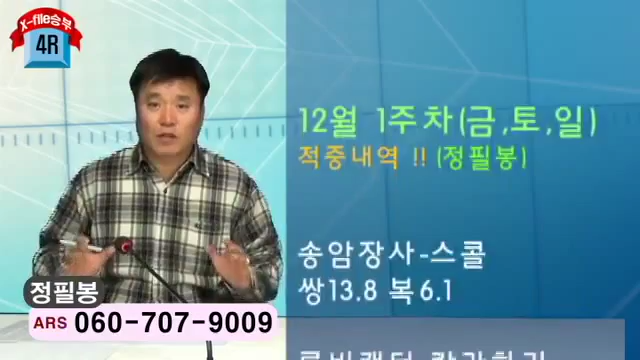 X-file승부
4R
12월 1주차(금,토,일)
적중내역 !! (정필봉)
송암장사-스콜
쌍13.8 복6.1
정필봉
ARS 060-707-9009